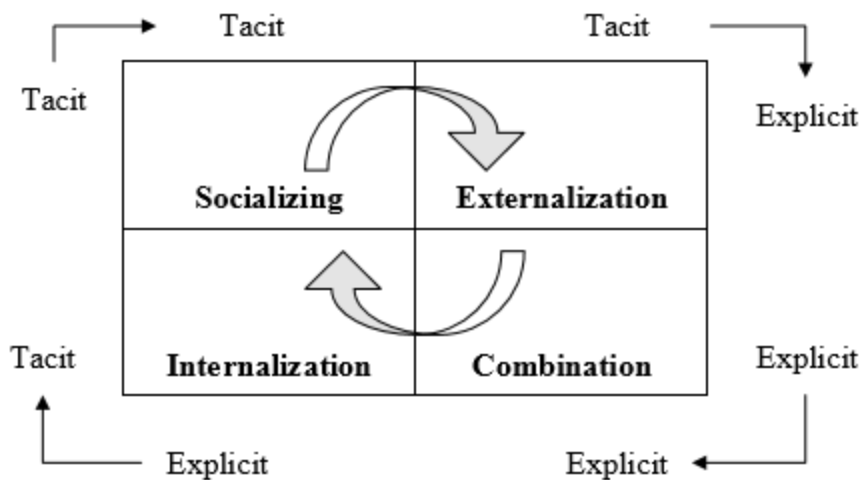 Tacit
Tacit
Tacit
Explicit
Socializing
Externalization
Tacit
Internalization
Combination
Explicit
Explicit
Explicit